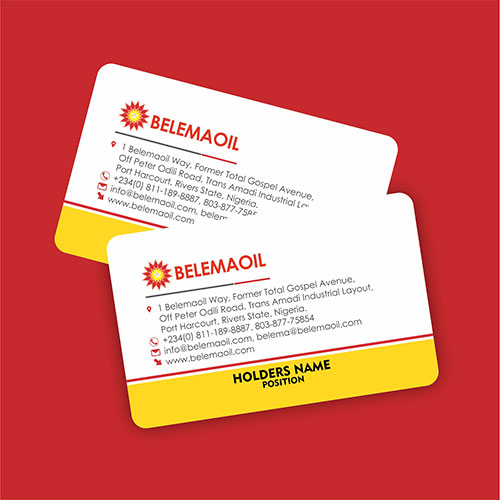 BELEMAOIL
1 Belemaoil Way, Former Total Gospel Avenue,
Off Peter Odili Road, Trans Amadi Industrial Lay
Port Harcourt, Rivers State, Nigeria.
+234(0) 811-189-8887, 803-877-75854
info@belemaoil.com, belem
www.belemaoil.com
BELEMAOIL
1 Belemaoil Way, Former Total Gospel Avenue,
Off Peter Odili Road, Trans Amadi Industrial Layout,
Port Harcourt, Rivers State, Nigeria.
+234(0) 811-189-8887, 803-877-75854
info@belemaoil.com, belema@belemaoil.com
www.belemaoil.com
HOLDERS NAME
POSITION